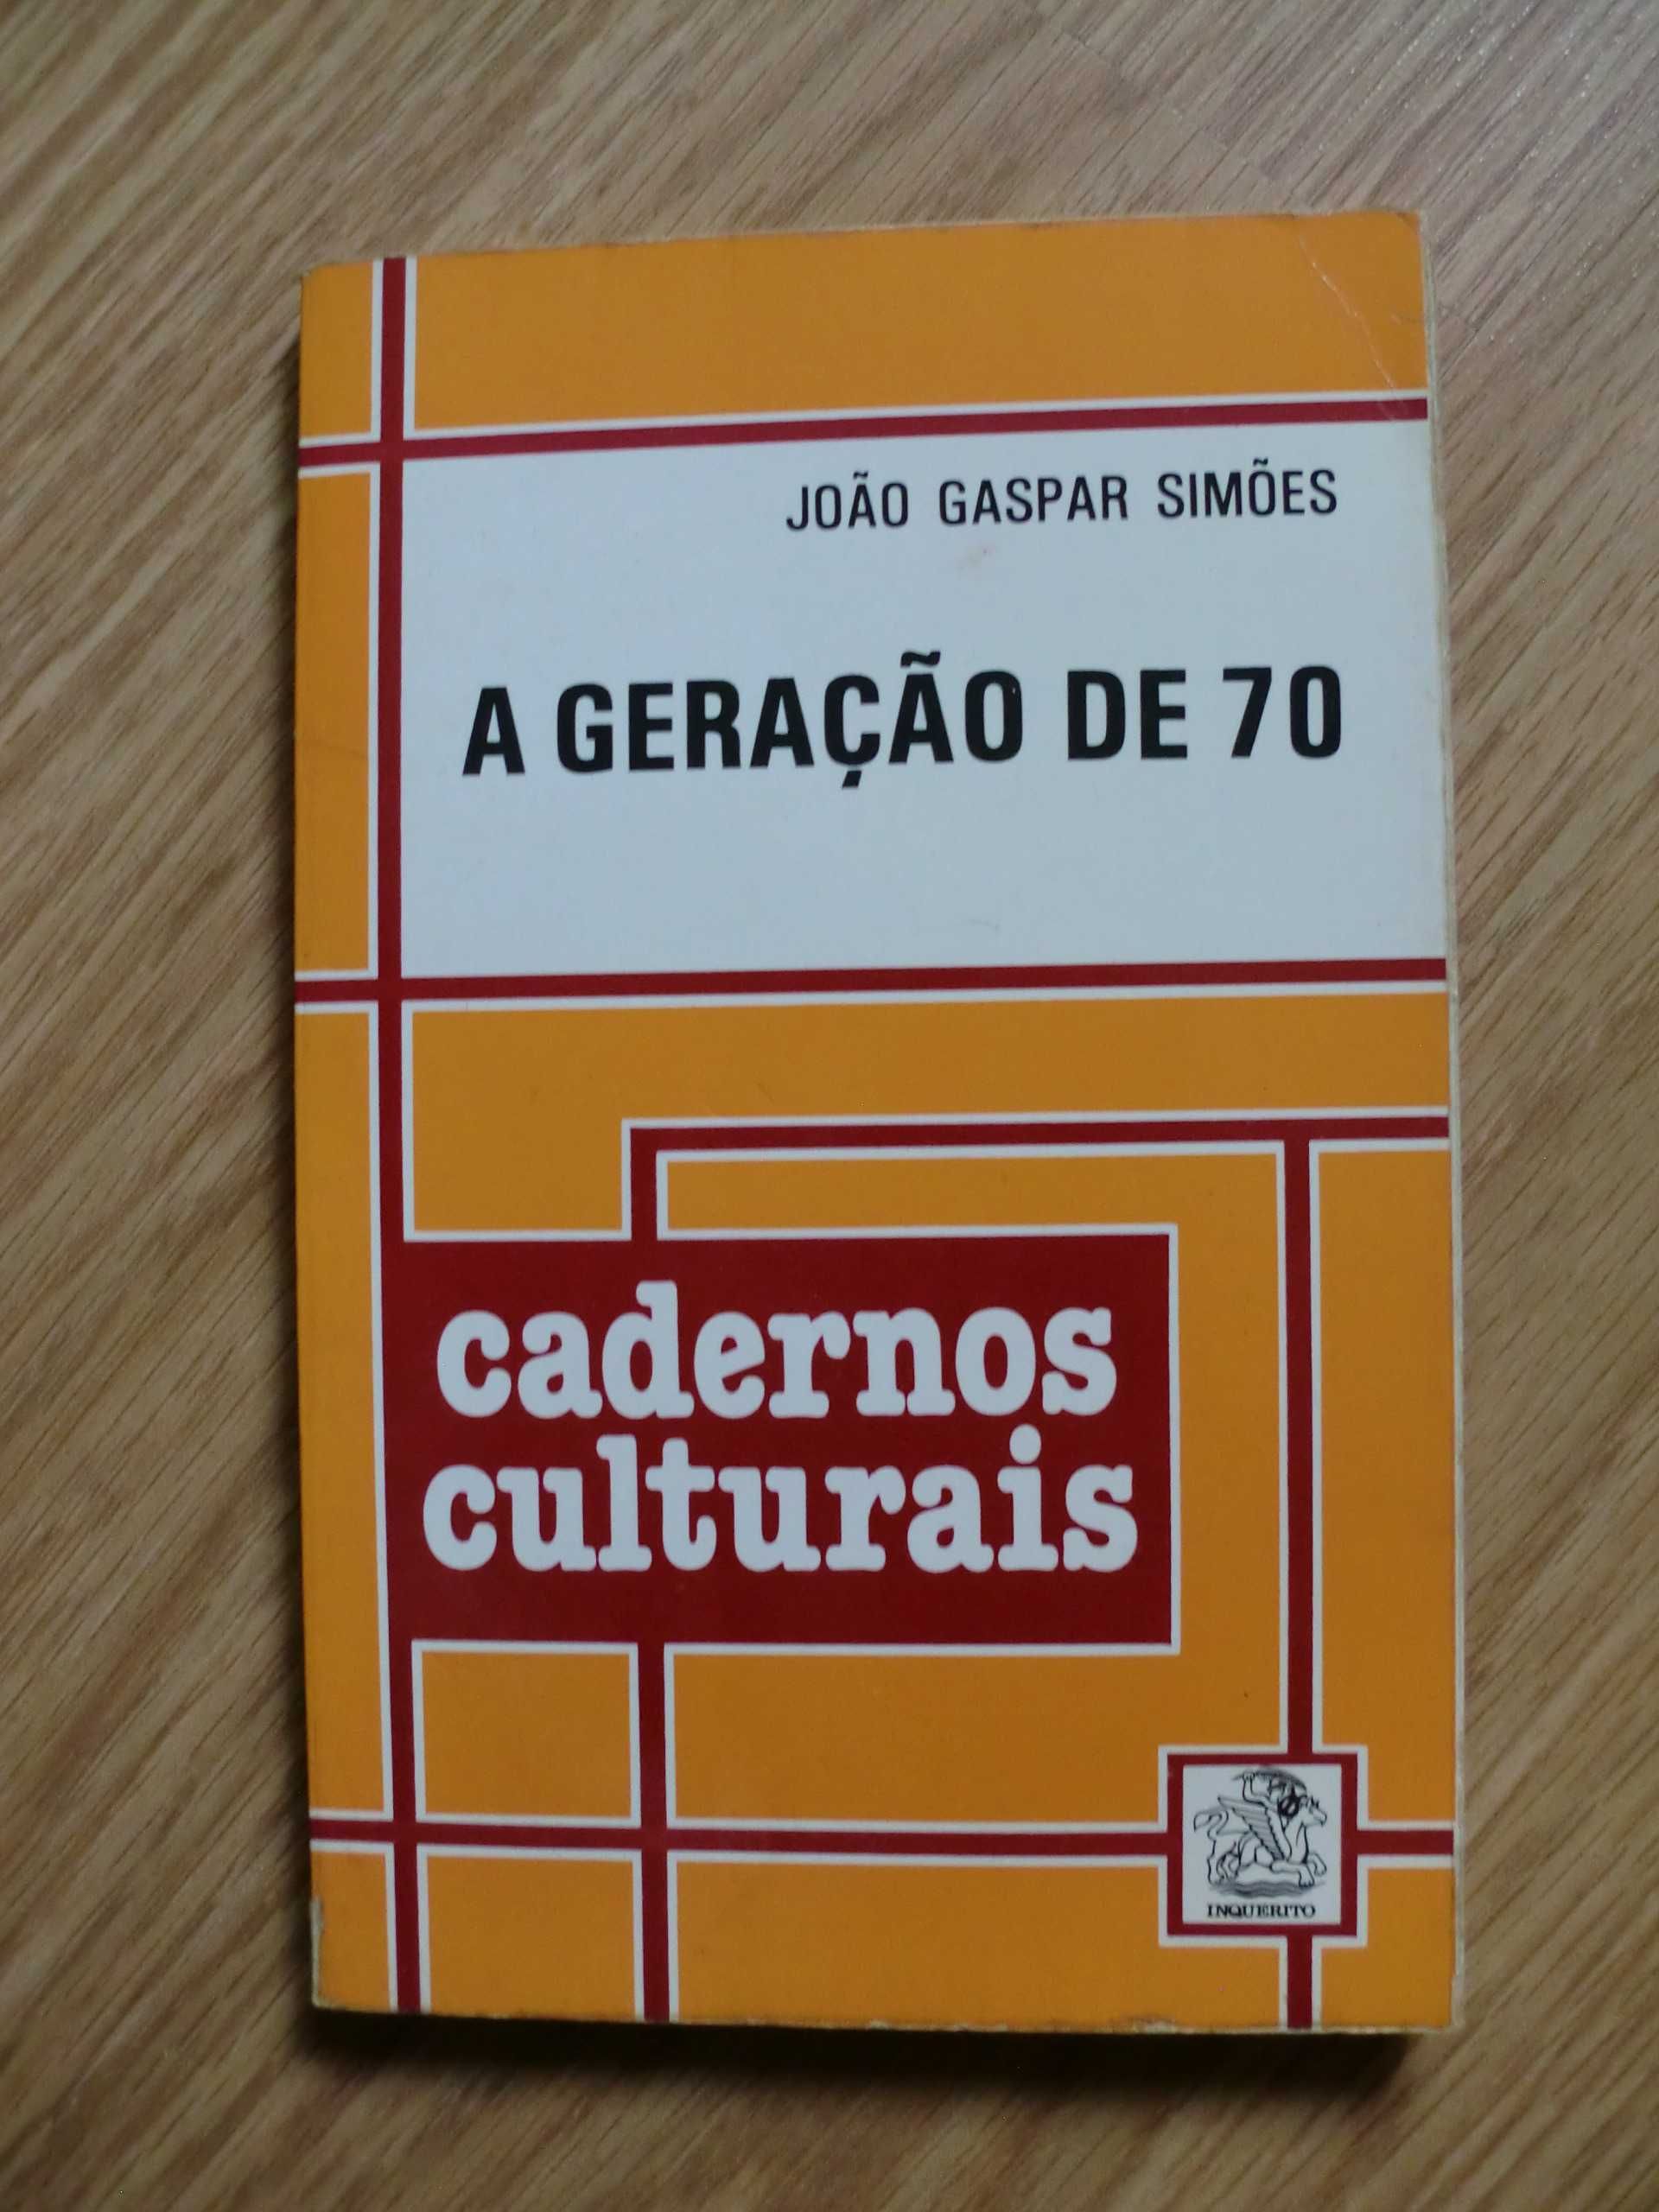 JOÃO GASPAR SIMÕES
A GERAÇÃO DE 70
cadernos
culturais
INQUERITO